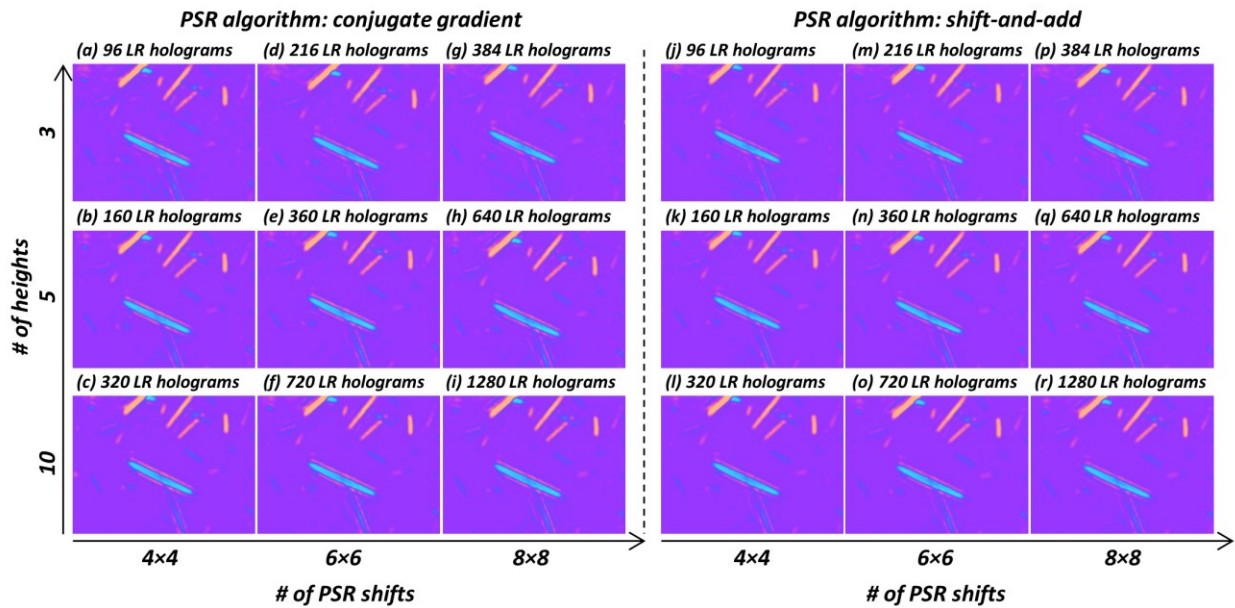 PSR algorithm: conjugate gradient
PSR algorithm: shift-and-add
(a) 96 LR holograms
(d) 216 LR holograms
(g) 384 LR holograms
(j) 96 LR holograms
(m) 216 LR holograms
(p) 384 LR holograms
3
(b) 160 LR holograms
(e) 360 LR holograms
(h) 640 LR holograms
(k) 160 LR holograms
(n) 360 LR holograms
(q) 640 LR holograms
# of heights
5
(c) 320 LR holograms
(f) 720 LR holograms
(i) 1280 LR holograms
(l) 320 LR holograms
(o) 720 LR holograms
(r) 1280 LR holograms
10
4×4
6×6
8×8
4×4
6×6
8×8
# of PSR shifts
# of PSR shifts